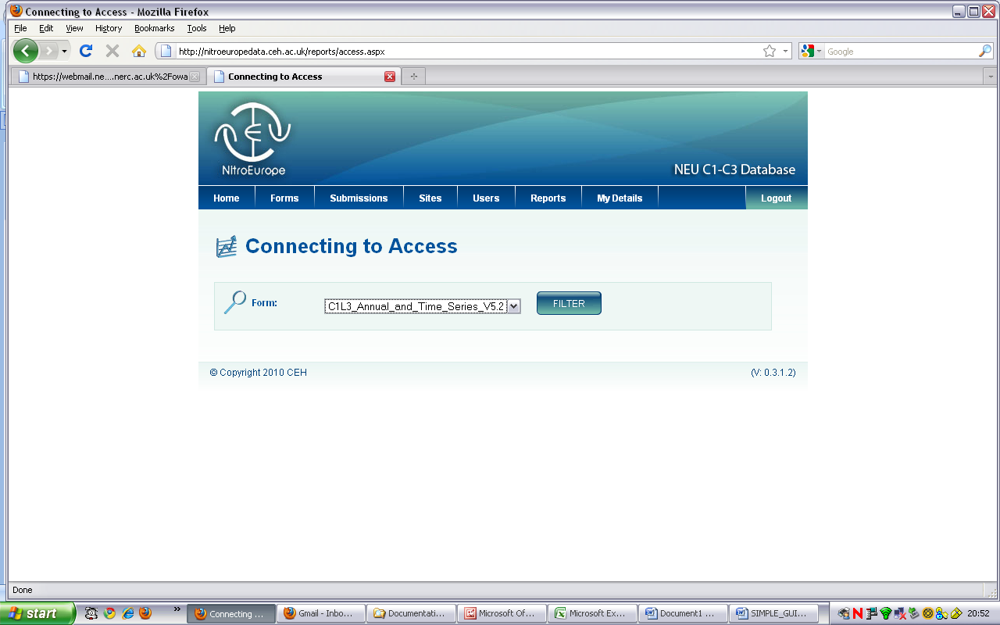 Connecting to Access - Mozilla Firefox
File Edit View History Bookmarks Tools Help
http://nitroeuropedata.ceh.ac.uk/reports/access.aspx
Google
https://webmail.ne....nerc.ac.uk%2Fowa
Connecting to Access
NitroEurope
NEU C1-C3 Database
Home Forms Submissions Sites Users Reports My Details Logout
Connecting to Access
Form: C1L3_Annual_and_Time_Series_V5.2 FILTER
© Copyright 2010 CEH (V: 0.3.1.2)
Done
start » Connecting ... Gmail - Inbo... Documentati... Microsoft Of... Microsoft Ex... Document1 ... SIMPLE_GUI... N 20:52